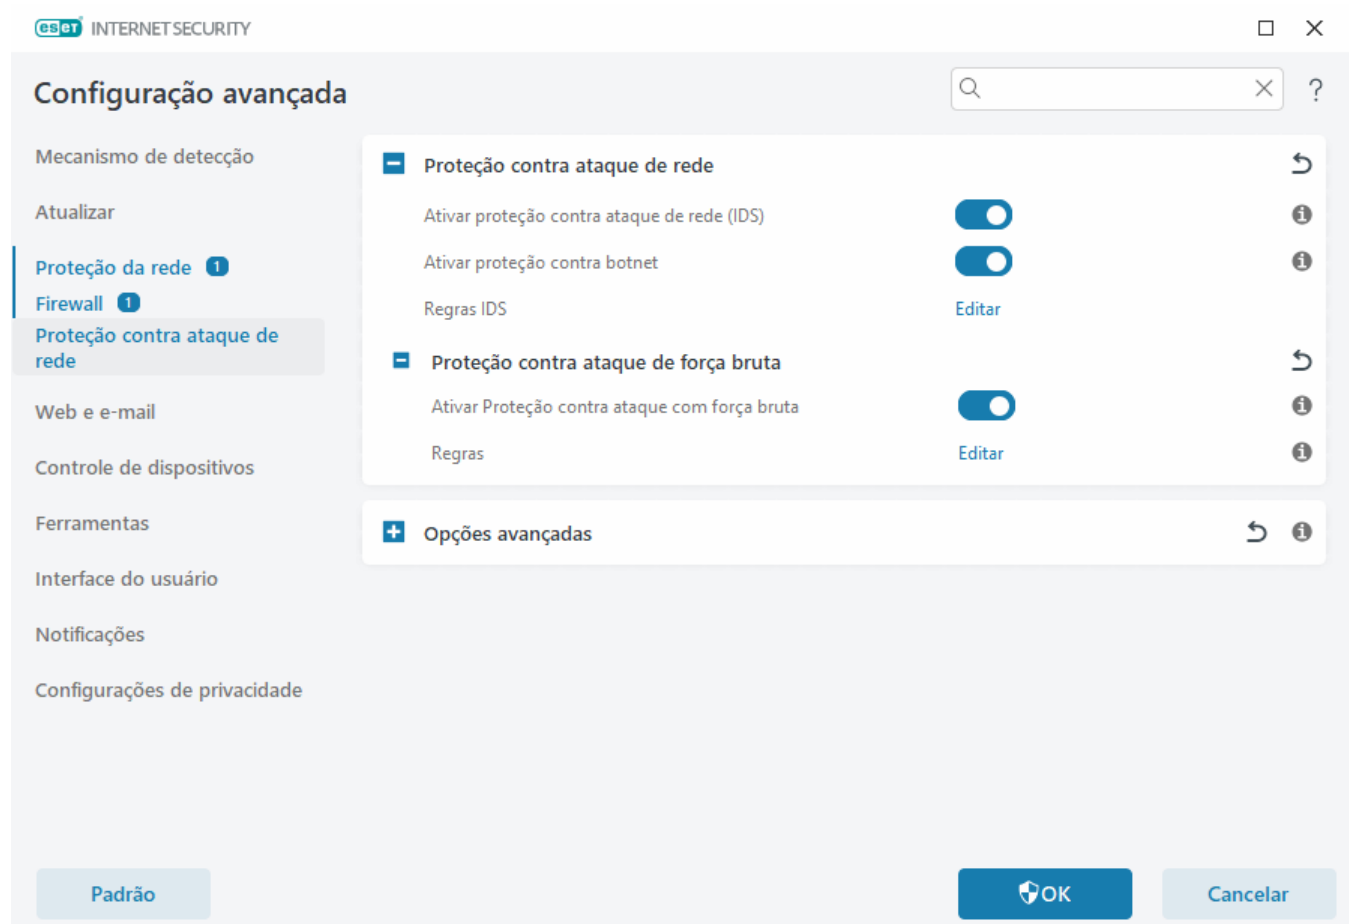 eset INTERNET SECURITY
Configuração avançada
?
Mecanismo de detecção
Atualizar
Proteção da rede 1
Firewall 1
Proteção contra ataque de
rede
Web e e-mail
Controle de dispositivos
Ferramentas
Interface do usuário
Notificações
Configurações de privacidade
Proteção contra ataque de rede
Ativar proteção contra ataque de rede (IDS)
Ativar proteção contra botnet
Regras IDS Editar
Proteção contra ataque de força bruta
Ativar Proteção contra ataque com força bruta
Regras Editar
Opções avançadas
Padrão
OK
Cancelar